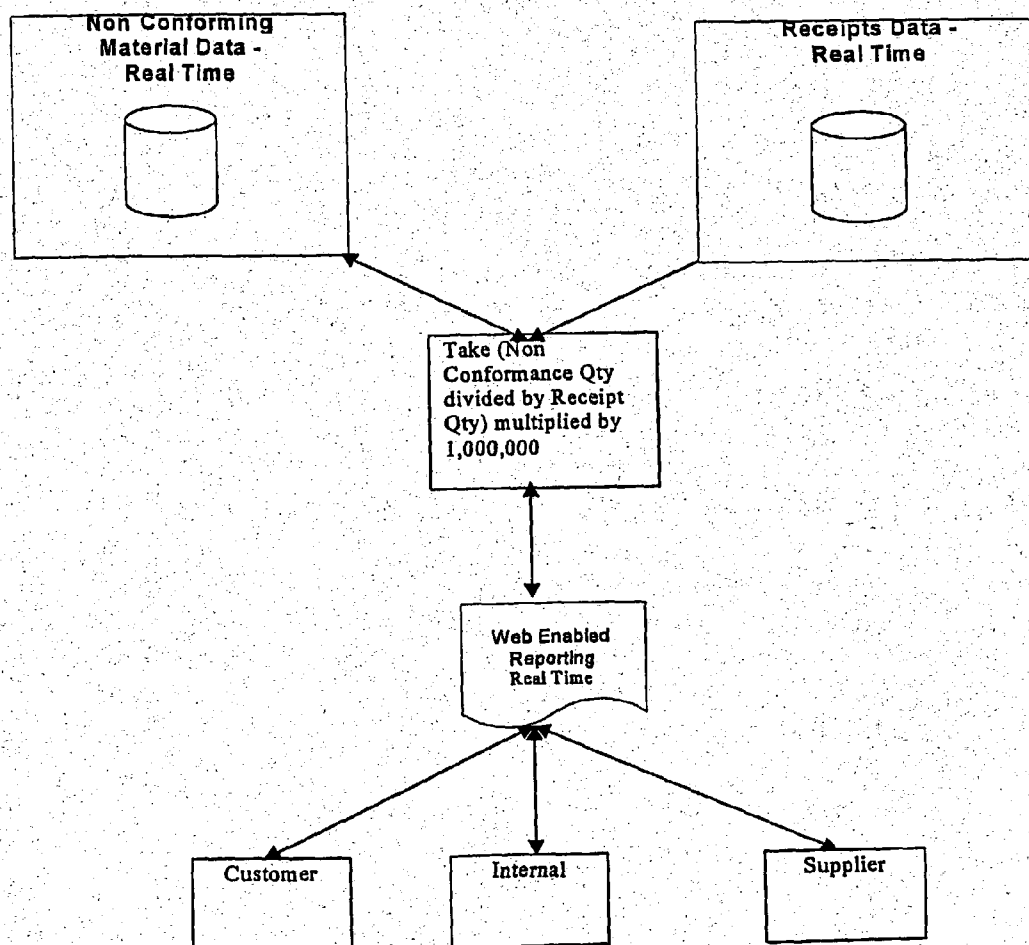 Non Conforming
Material Data -
Real Time
Receipts Data -
Real Time
Take (Non
Conformance Qty
divided by Receipt
Qty) multiplied by
1,000,000
Web Enabled
Reporting
Real Time
Customer
Internal
Supplier